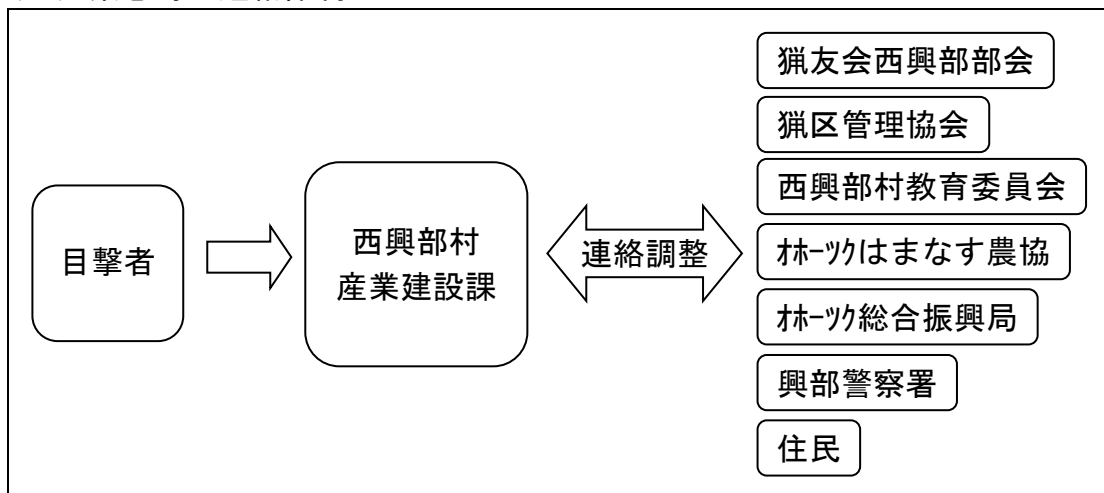 目撃者
西興部村
産業建設課
連絡調整
猟友会西興部部会
猟区管理協会
西興部村教育委員会
ｵﾎｰﾂｸはまなす農協
ｵﾎｰﾂｸ総合振興局
興部警察署
住民